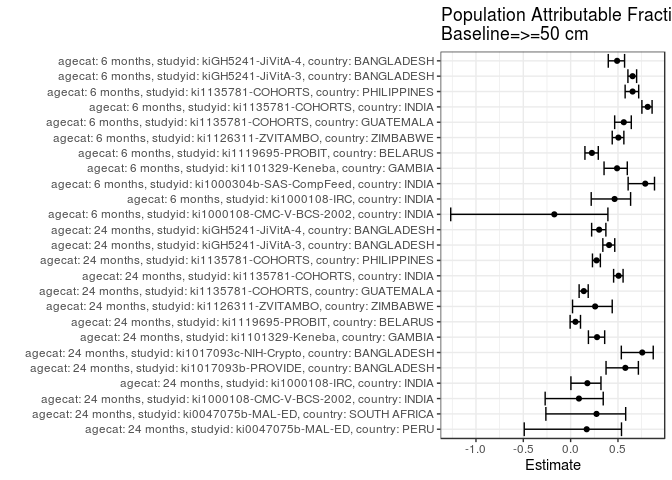 Population Attributable Fracti
Baseline=>=50 cm
agecat: 6 months, studyid: kiGH5241-JiVitA-4, country: BANGLADESH
agecat: 6 months, studyid: kiGH5241-JiVitA-3, country: BANGLADESH
agecat: 6 months, studyid: ki1135781-COHORTS, country: PHILIPPINES
agecat: 6 months, studyid: ki1135781-COHORTS, country: INDIA
agecat: 6 months, studyid: ki1135781-COHORTS, country: GUATEMALA
agecat: 6 months, studyid: ki1126311-ZVITAMBO, country: ZIMBABWE
agecat: 6 months, studyid: ki1119695-PROBIT, country: BELARUS
agecat: 6 months, studyid: ki1101329-Keneba, country: GAMBIA
agecat: 6 months, studyid: ki1000304b-SAS-CompFeed, country: INDIA
agecat: 6 months, studyid: ki1000108-IRC, country: INDIA
agecat: 6 months, studyid: ki1000108-CMC-V-BCS-2002, country: INDIA
agecat: 24 months, studyid: kiGH5241-JiVitA-4, country: BANGLADESH
agecat: 24 months, studyid: kiGH5241-JiVitA-3, country: BANGLADESH
agecat: 24 months, studyid: ki1135781-COHORTS, country: PHILIPPINES
agecat: 24 months, studyid: ki1135781-COHORTS, country: INDIA
agecat: 24 months, studyid: ki1135781-COHORTS, country: GUATEMALA
agecat: 24 months, studyid: ki1126311-ZVITAMBO, country: ZIMBABWE
agecat: 24 months, studyid: ki1119695-PROBIT, country: BELARUS
agecat: 24 months, studyid: ki1101329-Keneba, country: GAMBIA
agecat: 24 months, studyid: ki1017093c-NIH-Crypto, country: BANGLADESH
agecat: 24 months, studyid: ki1017093b-PROVIDE, country: BANGLADESH
agecat: 24 months, studyid: ki1000108-IRC, country: INDIA
agecat: 24 months, studyid: ki1000108-CMC-V-BCS-2002, country: INDIA
agecat: 24 months, studyid: ki0047075b-MAL-ED, country: SOUTH AFRICA
agecat: 24 months, studyid: ki0047075b-MAL-ED, country: PERU
-1.0 -0.5 0.0 0.5
Estimate